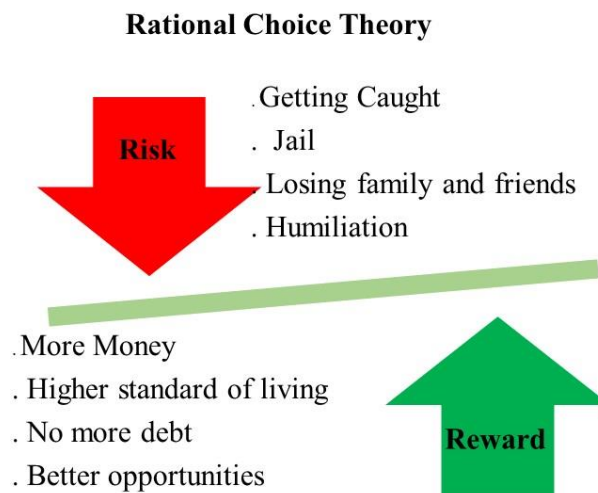 Rational Choice Theory
. Getting Caught
Risk
. Jail
. Losing family and friends
. Humiliation
. More Money
. Higher standard of living
. No more debt
Reward
. Better opportunities